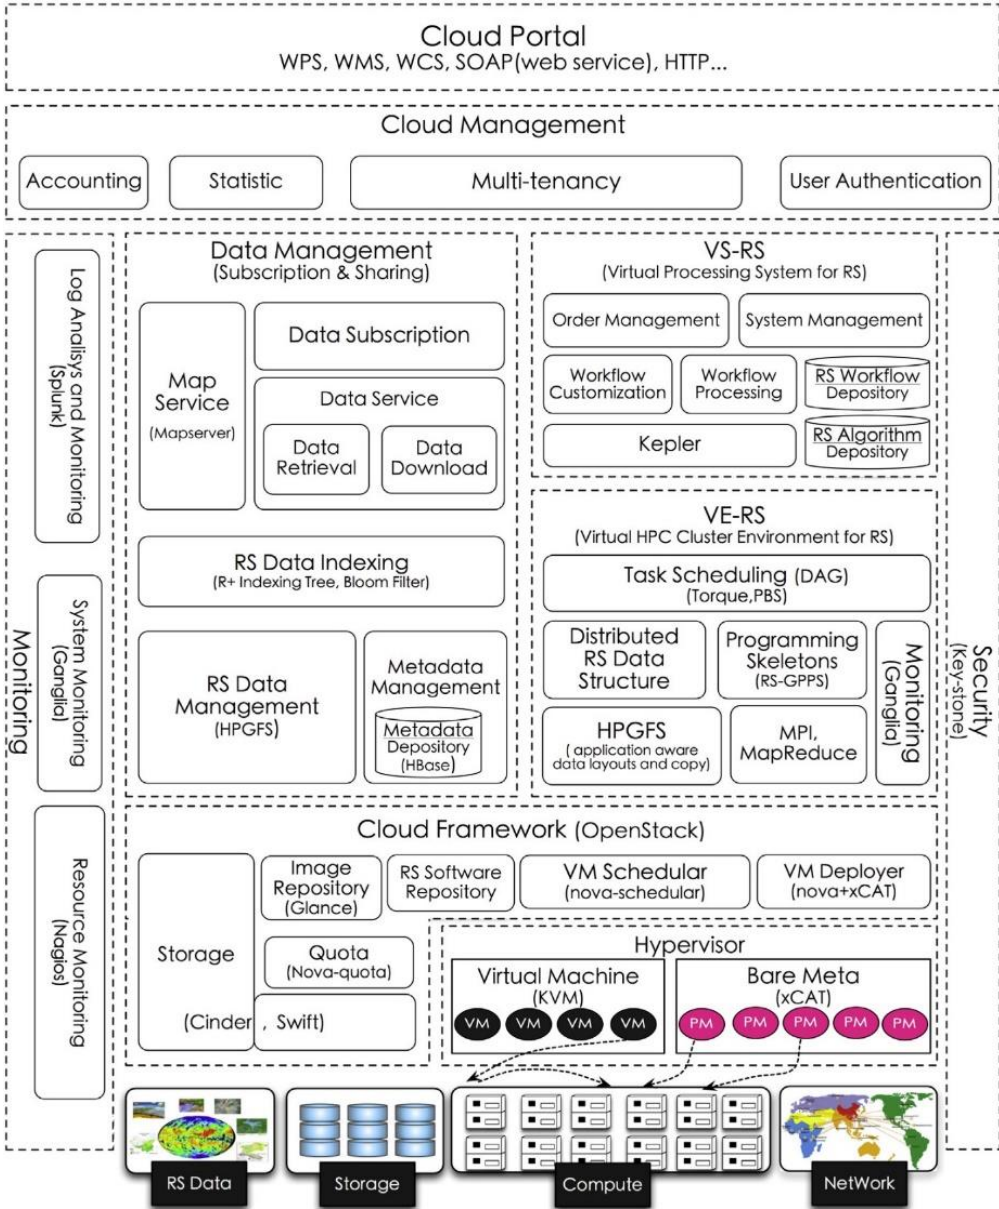 Cloud Portal
WPS, WMS, WCS, SOAP(web service), HTTP...
Cloud Management
Accounting
Statistic
Multi-tenancy
User Authentication
Monitoring
Log Analisys and Monitoring
(Splunk)
System Monitoring
(Ganglia)
Resource Monitoring
(Nagios)
Data Management
(Subscription & Sharing)
Map
Service
(Mapserver)
Data Subscription
Data Service
Data
Retrieval
Data
Download
RS Data Indexing
(R+ Indexing Tree, Bloom Filter)
RS Data
Management
(HPGFS)
Metadata
Management
Metadata
Depository
(HBase)
VS-RS
(Virtual Processing System for RS)
Order Management
System Management
Workflow
Customization
Workflow
Processing
RS Workflow
Depository
Kepler
RS Algorithm
Depository
VE-RS
(Virtual HPC Cluster Environment for RS)
Task Scheduling (DAG)
(Torque,PBS)
Distributed
RS Data
Structure
Programming
Skeletons
(RS-GPPS)
Monitoring
(Ganglia)
HPGFS
( application aware
data layouts and copy)
MPI,
MapReduce
Security
(Key-stone)
Cloud Framework (OpenStack)
Storage
(Cinder , Swift)
Image
Repository
(Glance)
RS Software
Repository
VM Schedular
(nova-schedular)
VM Deployer
(nova+xCAT)
Quota
(Nova-quota)
Hypervisor
Virtual Machine
(KVM)
VM VM VM VM
Bare Meta
(xCAT)
PM PM PM PM PM
RS Data
Storage
Compute
NetWork